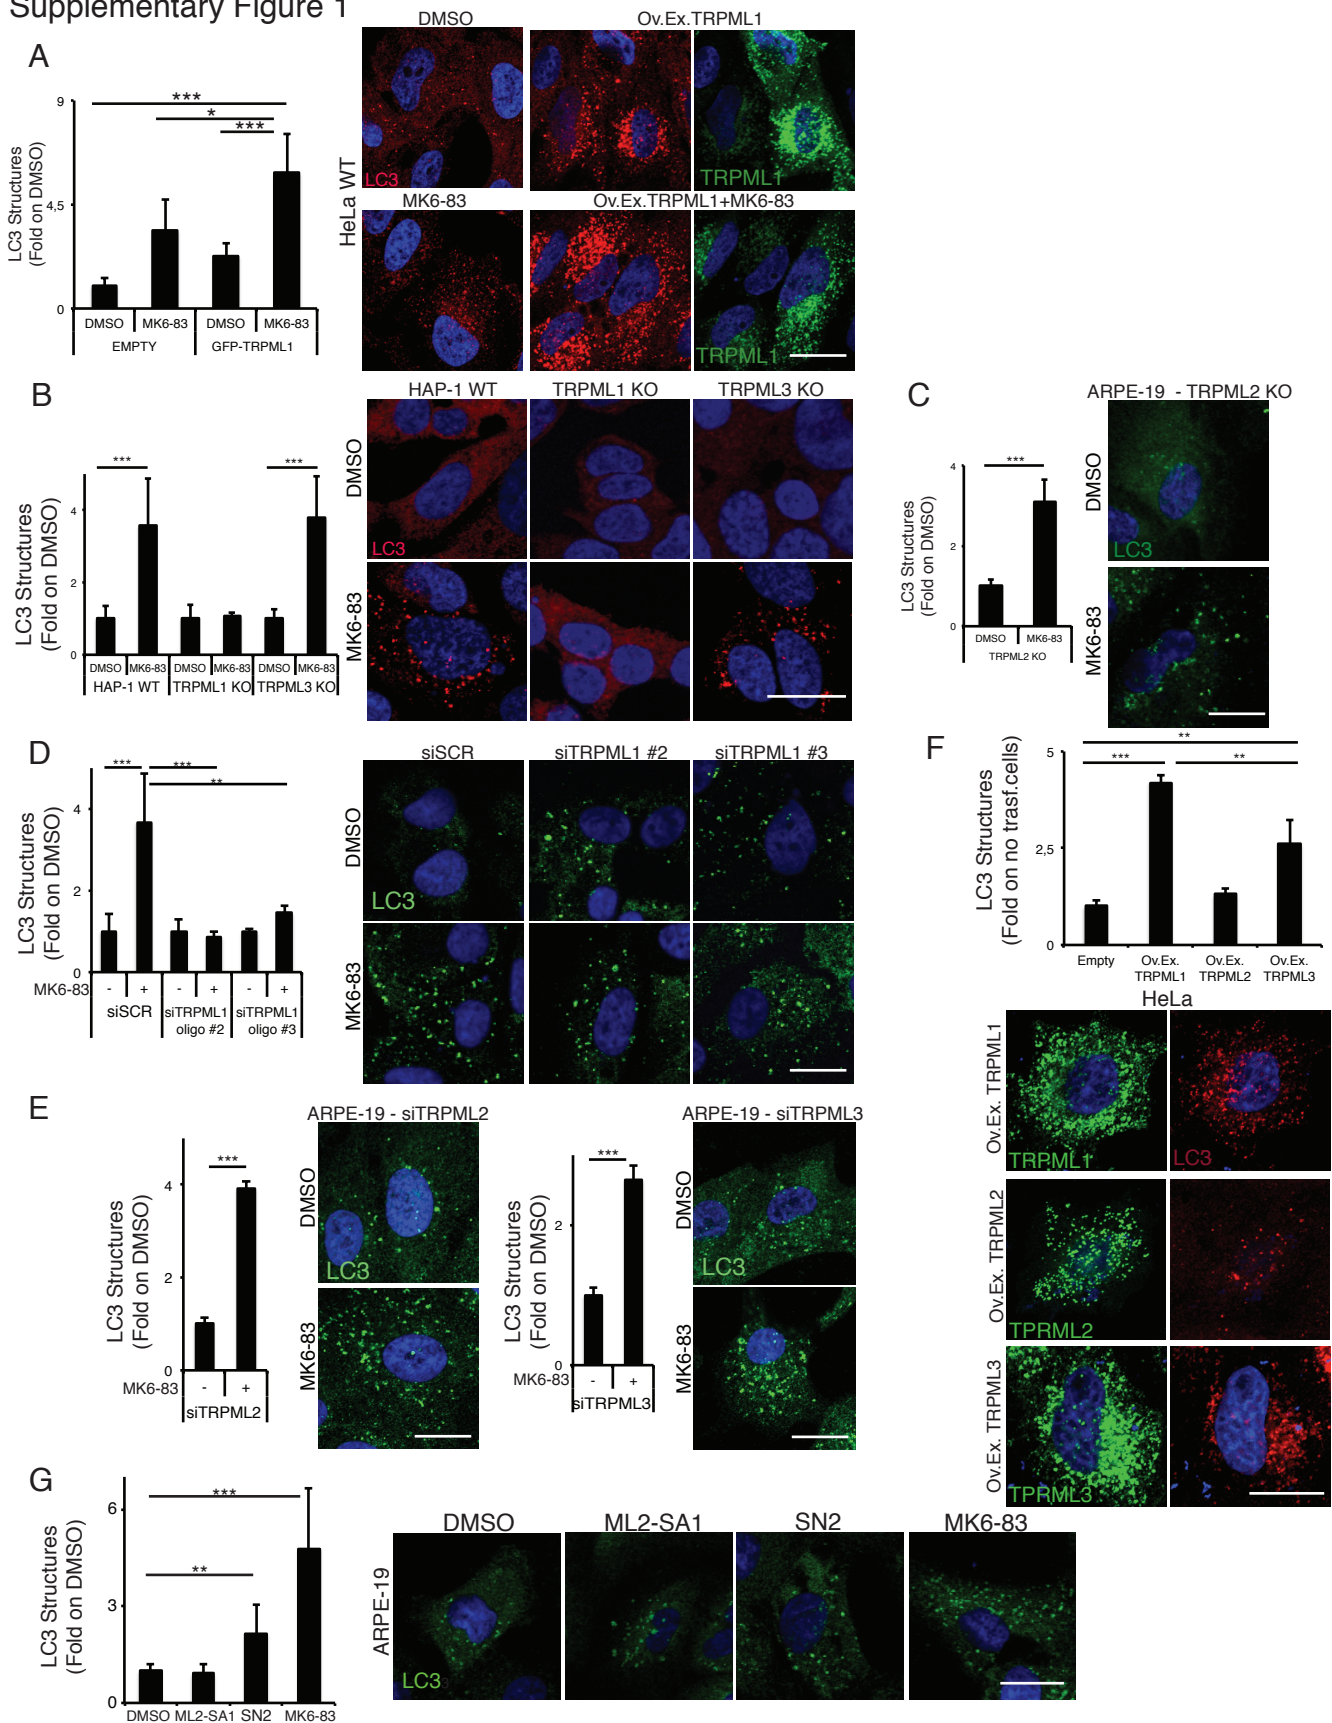 Supplementary Figure 1
A
LC3 Structures
(Fold on DMSO)
9
4,5
0
***
*
***
DMSO
MK6-83
DMSO
MK6-83
EMPTY
GFP-TRPML1
HeLa WT
DMSO
Ov.Ex.TRPML1
LC3
TRPML1
MK6-83
Ov.Ex.TRPML1+MK6-83
TRPML1
B
LC3 Structures
(Fold on DMSO)
4
2
0
***
***
DMSO
MK6-83
DMSO
MK6-83
DMSO
MK6-83
HAP-1 WT
TRPML1 KO
TRPML3 KO
HAP-1 WT
TRPML1 KO
TRPML3 KO
DMSO
LC3
MK6-83
C
LC3 Structures
(Fold on DMSO)
4
2
0
***
DMSO
MK6-83
TRPML2 KO
ARPE-19 - TRPML2 KO
DMSO
LC3
MK6-83
D
LC3 Structures
(Fold on DMSO)
4
2
0
***
***
**
MK6-83
- + - + - +
siSCR
siTRPML1
oligo #2
siTRPML1
oligo #3
siSCR
siTRPML1 #2
siTRPML1 #3
DMSO
LC3
MK6-83
E
LC3 Structures
(Fold on DMSO)
4
2
0
***
MK6-83
- +
siTRPML2
ARPE-19 - siTRPML2
DMSO
LC3
MK6-83
LC3 Structures
(Fold on DMSO)
2
0
***
MK6-83
- +
siTRPML3
ARPE-19 - siTRPML3
DMSO
LC3
MK6-83
F
LC3 Structures
(Fold on no trasf.cells)
5
2,5
0
**
***
**
Empty
Ov.Ex.
TRPML1
Ov.Ex.
TRPML2
Ov.Ex.
TRPML3
HeLa
Ov.Ex. TRPML1
TRPML1
LC3
Ov.Ex. TRPML2
TPRML2
Ov.Ex. TRPML3
TPRML3
G
LC3 Structures
(Fold on DMSO)
6
3
0
***
**
DMSO
ML2-SA1
SN2
MK6-83
ARPE-19
DMSO
ML2-SA1
SN2
MK6-83
LC3